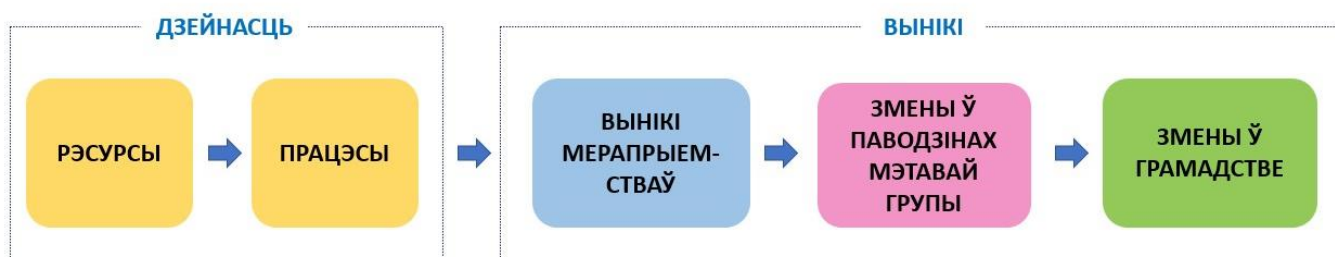 ДЗЕЙНАСЦЬ
ВЫНІКІ
РЭСУРСЫ
ПРАЦЭСЫ
ВЫНІКІ
МЕРАПРЫЕМ-
СТВАЎ
ЗМЕНЫ Ў
ПАВОДЗІНАХ
МЭТАВАЙ
ГРУПЫ
ЗМЕНЫ Ў
ГРАМАДСТВЕ